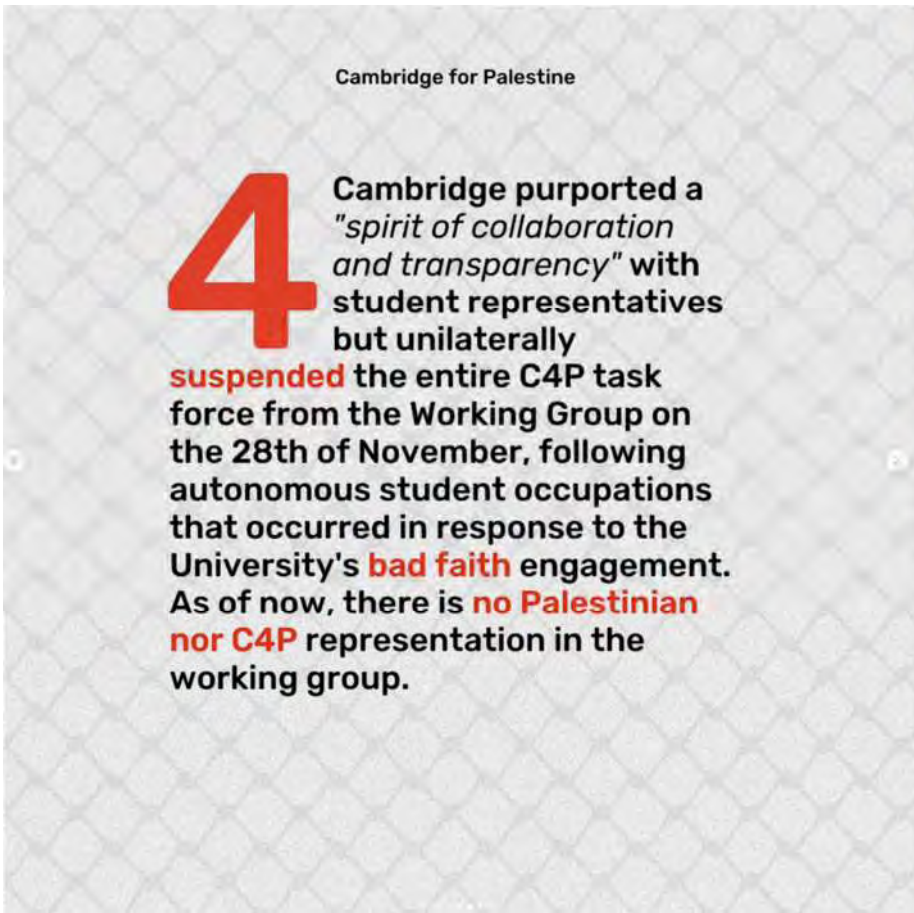 Cambridge for Palestine
4
Cambridge purported a
"spirit of collaboration
and transparency" with
student representatives
but unilaterally
suspended the entire C4P task
force from the Working Group on
the 28th of November, following
autonomous student occupations
that occurred in response to the
University's bad faith engagement.
As of now, there is no Palestinian
nor C4P representation in the
working group.